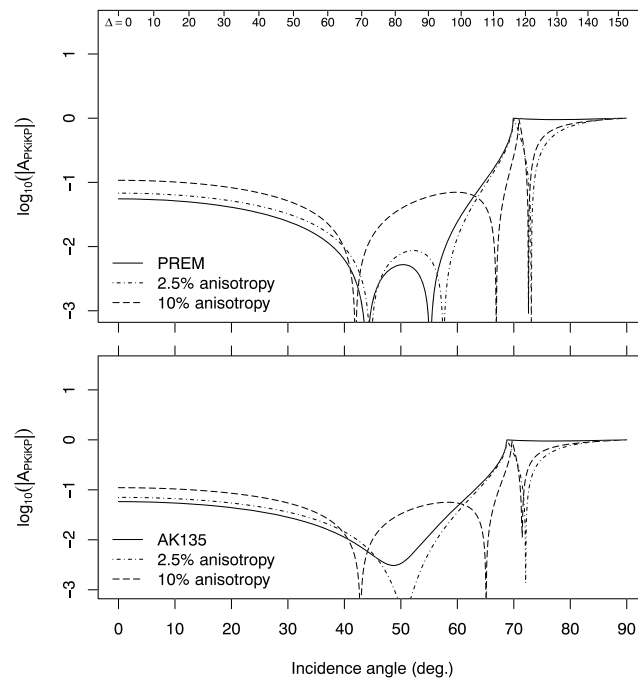 Δ = 0 10 20 30 40 50 60 70 80 90 100 110 120 130 140 150
log10(|APKiKP|)
1
0
−1
−2
−3
PREM
2.5% anisotropy
10% anisotropy
log10(|APKiKP|)
1
0
−1
−2
−3
AK135
2.5% anisotropy
10% anisotropy
0 10 20 30 40 50 60 70 80 90
Incidence angle (deg.)